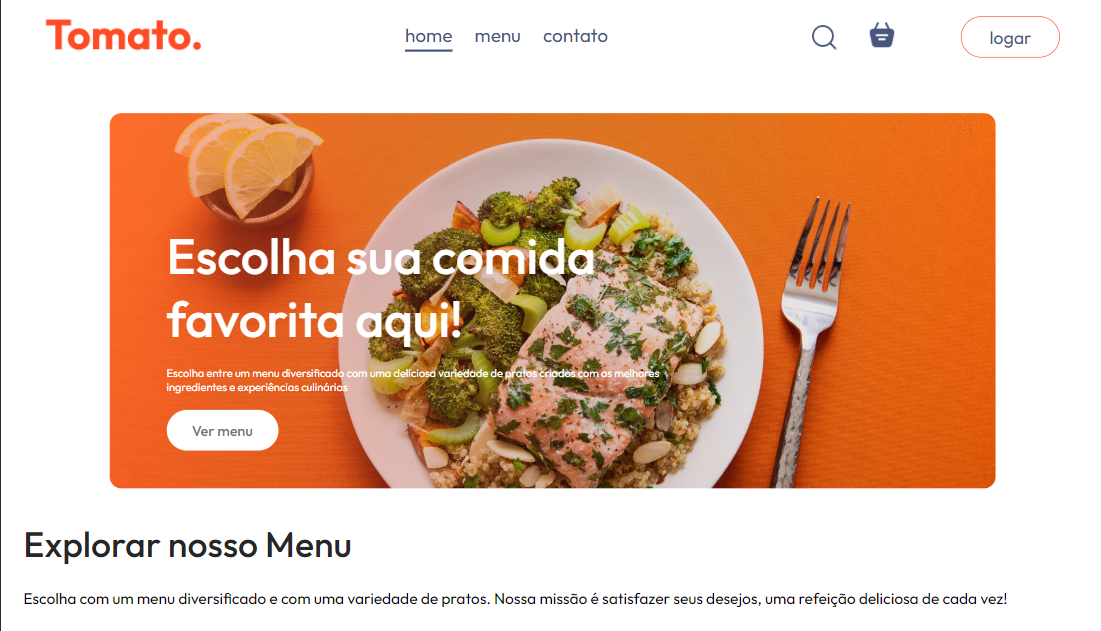 Tomato.
home menu contato
logar
Escolha sua comida
favorita aqui!
Escolha entre um menu diversificado com uma deliciosa variedade de pratos criados com os melhores
ingredientes e experiências culinárias
Ver menu
Explorar nosso Menu
Escolha com um menu diversificado e com uma variedade de pratos. Nossa missão é satisfazer seus desejos, uma refeição deliciosa de cada vez!